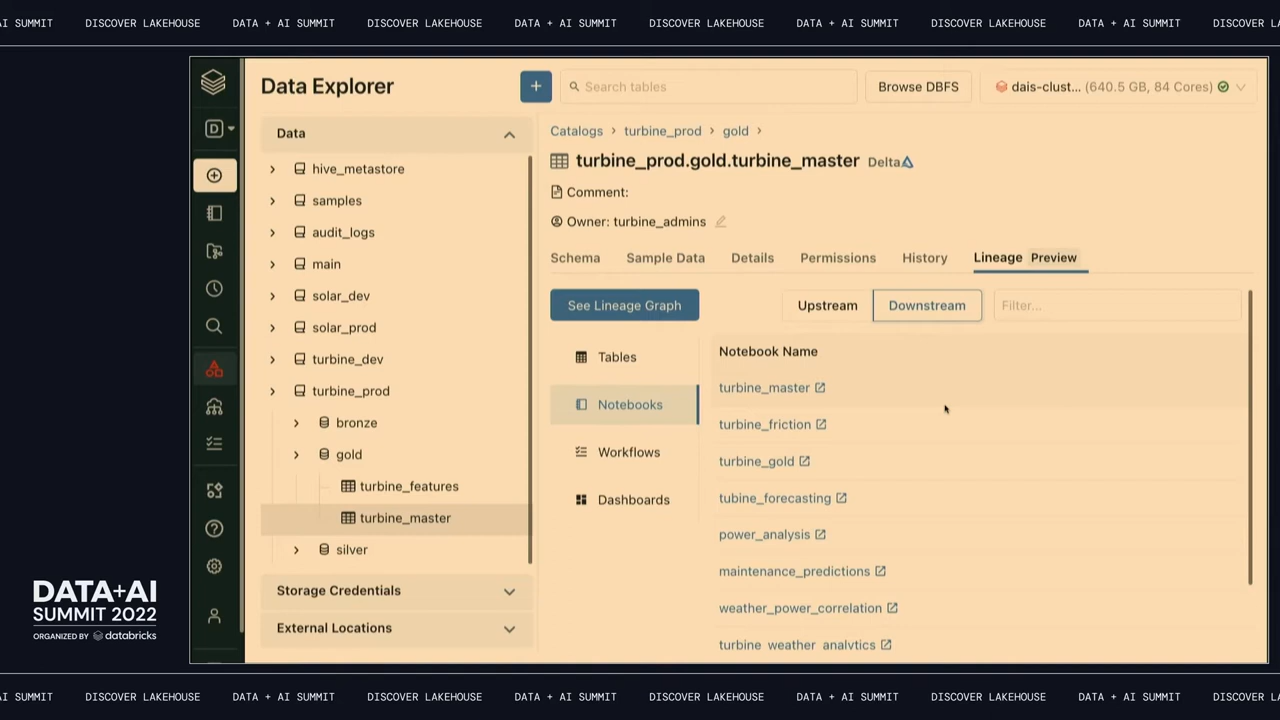 AI SUMMIT DISCOVER LAKEHOUSE DATA + AI SUMMIT DISCOVER LAKEHOUSE DATA + AI SUMMIT DISCOVER LAKEHOUSE DATA + AI SUMMIT DISCOVER LAKEHOUSE DATA + AI SUMMIT DISCOVER LA
Data Explorer
+
Search tables
Browse DBFS
dais-clust... (640.5 GB, 84 Cores)
D
Data
hive_metastore
samples
audit_logs
main
solar_dev
solar_prod
turbine_dev
turbine_prod
bronze
gold
turbine_features
turbine_master
silver
Storage Credentials
External Locations
Catalogs > turbine_prod > gold >
turbine_prod.gold.turbine_master Delta
Comment:
Owner: turbine_admins
Schema Sample Data Details Permissions History Lineage Preview
See Lineage Graph
Upstream Downstream Filter...
Tables
Notebooks
Workflows
Dashboards
Notebook Name
turbine_master
turbine_friction
turbine_gold
tubine_forecasting
power_analysis
maintenance_predictions
weather_power_correlation
turbine_weather_analytics
DATA+AI
SUMMIT 2022
ORGANIZED BY databricks
AI SUMMIT DISCOVER LAKEHOUSE DATA + AI SUMMIT DISCOVER LAKEHOUSE DATA + AI SUMMIT DISCOVER LAKEHOUSE DATA + AI SUMMIT DISCOVER LAKEHOUSE DATA + AI SUMMIT DISCOVER LA